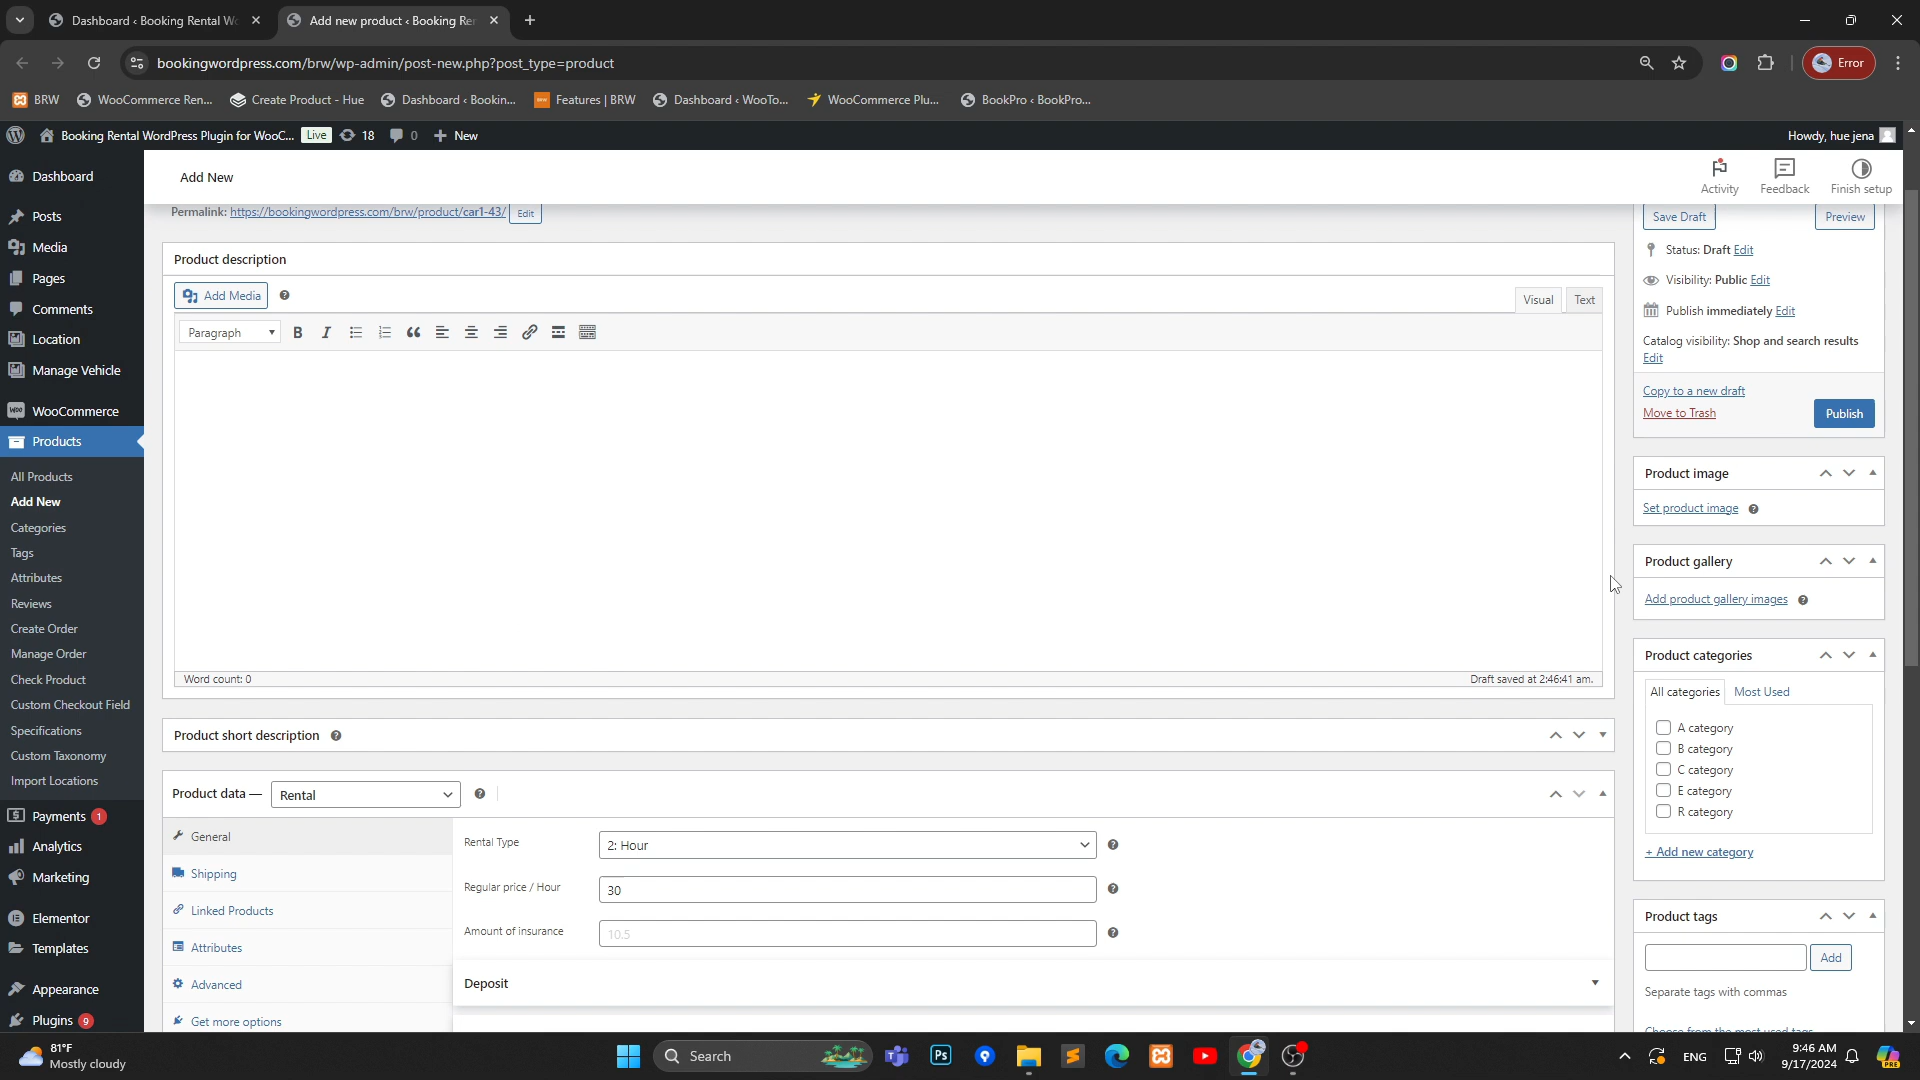 Dashboard ‹ Booking Rental W
Add new product ‹ Booking Re
bookingwordpress.com/brw/wp-admin/post-new.php?post_type=product
Error
BRW
WooCommerce Ren...
Create Product - Hue
Dashboard ‹ Bookin...
Features | BRW
Dashboard ‹ WooTo...
WooCommerce Plu...
BookPro ‹ BookPro...
Booking Rental WordPress Plugin for WooC...
Live
18
0
New
Howdy, hue jena
Dashboard
Posts
Media
Pages
Comments
Location
Manage Vehicle
WooCommerce
Products
All Products
Add New
Categories
Tags
Attributes
Reviews
Create Order
Manage Order
Check Product
Custom Checkout Field
Specifications
Custom Taxonomy
Import Locations
Payments 1
Analytics
Marketing
Elementor
Templates
Appearance
Plugins 9
Add New
Activity
Feedback
Finish setup
Permalink: https://bookingwordpress.com/brw/product/car1-43/ Edit
Product description
Add Media
Visual
Text
Paragraph
Word count: 0
Draft saved at 2:46:41 am.
Product short description
Product data — Rental
General
Shipping
Linked Products
Attributes
Advanced
Get more options
Rental Type
2: Hour
Regular price / Hour
30
Amount of insurance
10.5
Deposit
Save Draft
Preview
Status: Draft Edit
Visibility: Public Edit
Publish immediately Edit
Catalog visibility: Shop and search results
Edit
Copy to a new draft
Move to Trash
Publish
Product image
Set product image
Product gallery
Add product gallery images
Product categories
All categories
Most Used
A category
B category
C category
E category
R category
+ Add new category
Product tags
Add
Separate tags with commas
Choose from the most used tags
81°F
Mostly cloudy
Search
Ps
ENG
9:46 AM
9/17/2024
PRE